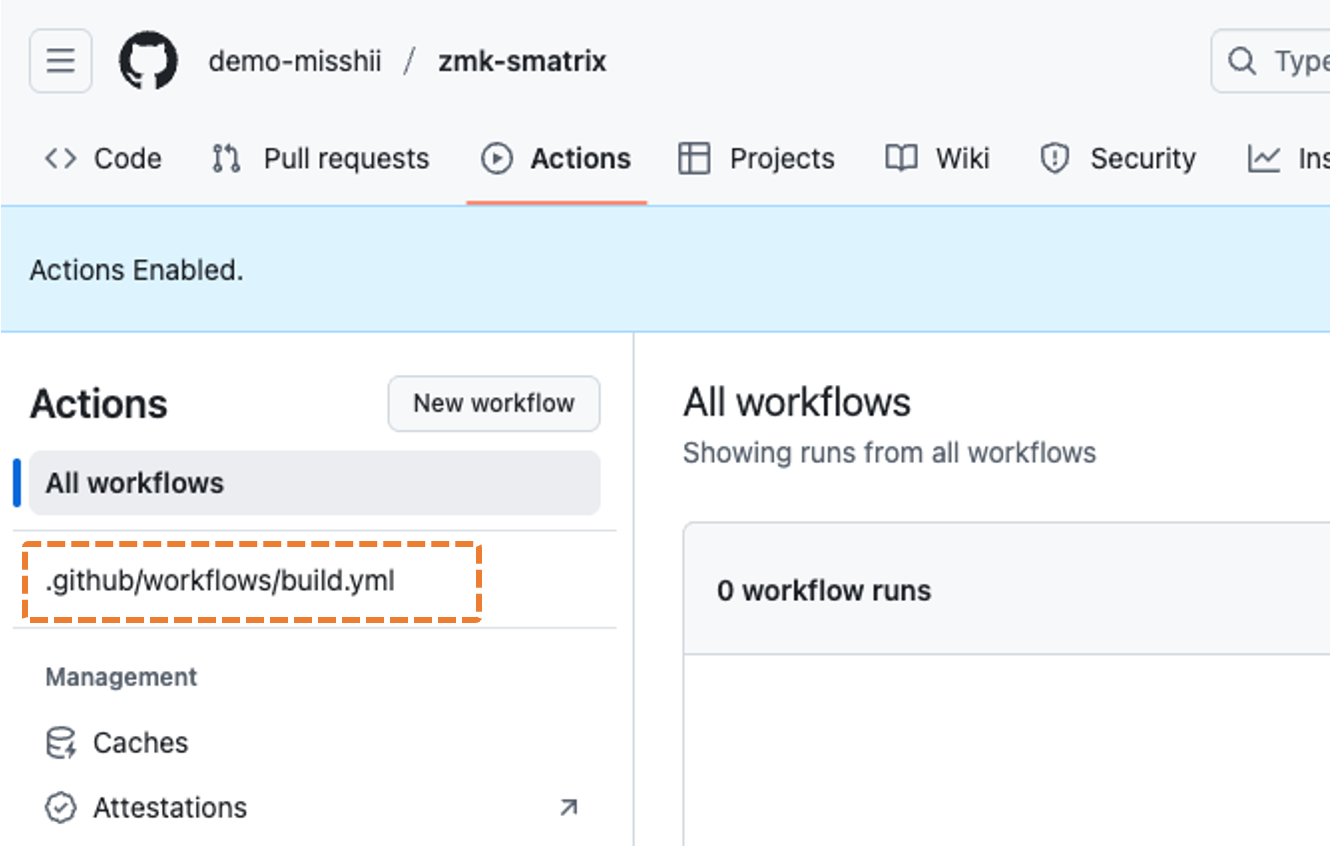 demo-misshii / zmk-smatrix
Type
Code Pull requests Actions Projects Wiki Security Ins
Actions Enabled.
Actions New workflow
All workflows
.github/workflows/build.yml
Management
Caches
Attestations
All workflows
Showing runs from all workflows
0 workflow runs